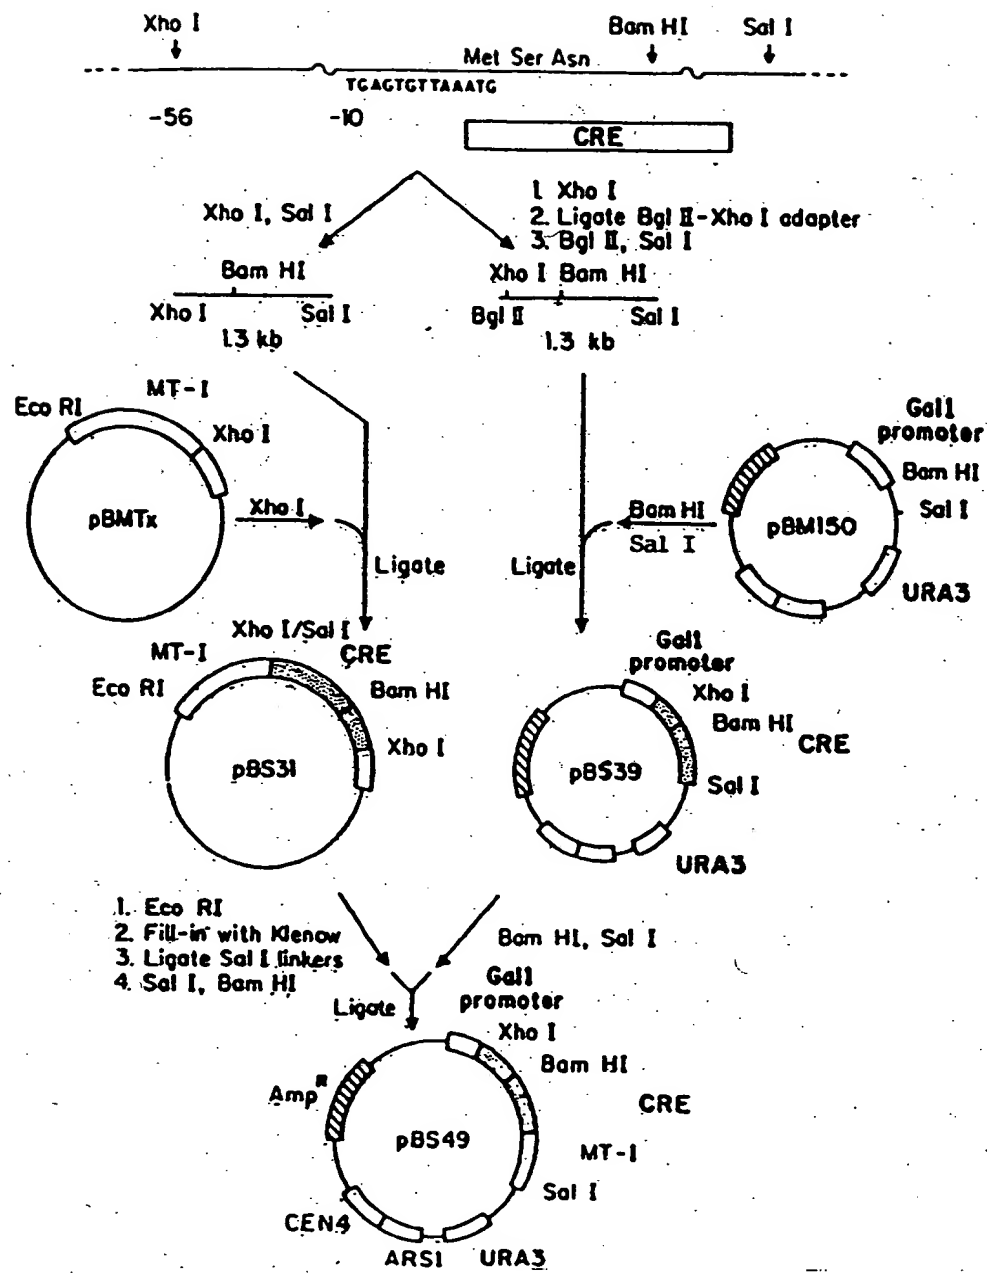 Xho I
Bam HI
Sal I
Met Ser Asn
TGAGTGTTAAATG
-56
-10
CRE
Xho I, Sal I
1. Xho I
2. Ligate Bgl II-Xho I adapter
3. Bgl II, Sal I
Bam HI
Xho I Bam HI
Xho I
Sal I
Bgl II
Sal I
1.3 kb
1.3 kb
MT-I
Eco RI
Xho I
pBMTx
Xho I
Ligate
Gal1
promoter
Bam HI
Sal I
pBM150
URA3
Bam HI
Sal I
Ligate
Xho I/Sal I
MT-I
CRE
Eco RI
Bam HI
Xho I
pBS31
Gal1
promoter
Xho I
Bam HI
CRE
pBS39
Sal I
URA3
1. Eco RI
2. Fill-in with Klenow
3. Ligate Sal I linkers
4. Sal I, Bam HI
Bam HI, Sal I
Ligate
Gal1
promoter
Xho I
Bam HI
Amp R
CRE
pBS49
MT-I
Sal I
CEN4
ARS1
URA3